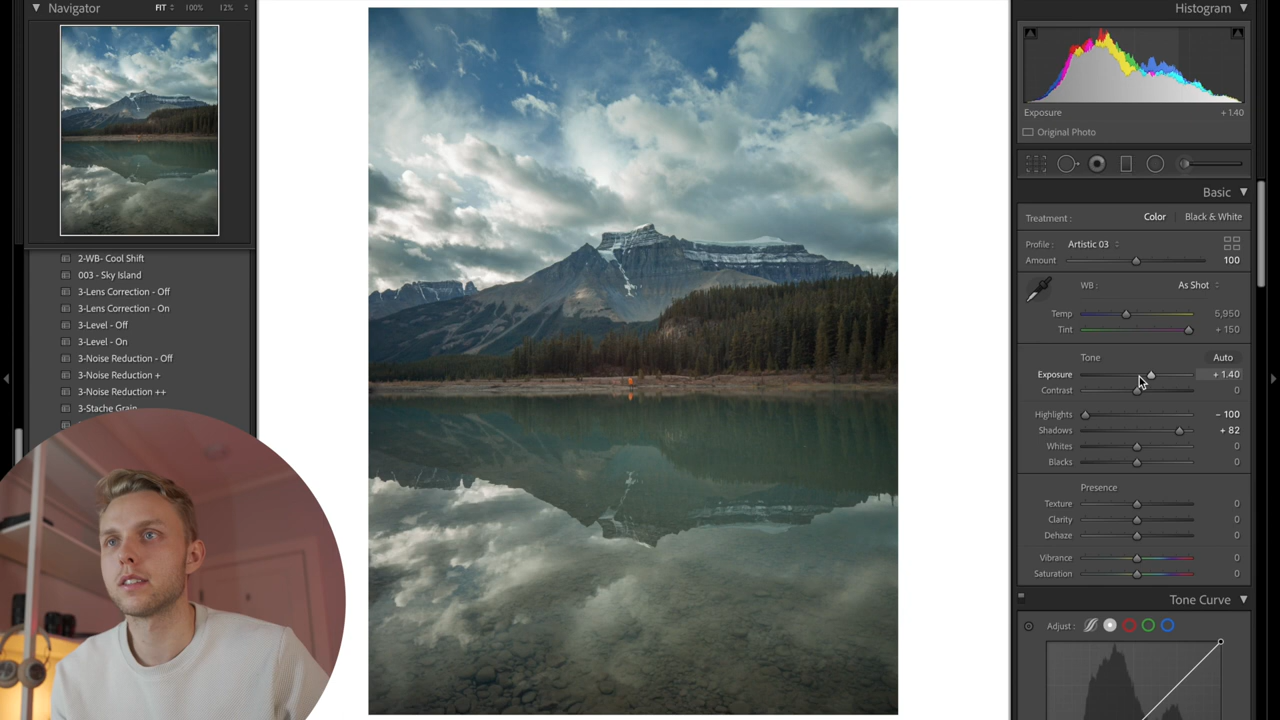 Navigator
FIT 100% 12%
2-WB- Cool Shift
003 - Sky Island
3-Lens Correction - Off
3-Lens Correction - On
3-Level - Off
3-Level - On
3-Noise Reduction - Off
3-Noise Reduction +
3-Noise Reduction ++
3-Stache Grain
Histogram
Exposure +1.40
Original Photo
Basic
Treatment : Color Black & White
Profile : Artistic 03
Amount 100
WB : As Shot
Temp 5,950
Tint + 150
Tone Auto
Exposure + 1.40
Contrast 0
Highlights - 100
Shadows + 82
Whites 0
Blacks 0
Presence
Texture 0
Clarity 0
Dehaze 0
Vibrance 0
Saturation 0
Tone Curve
Adjust :